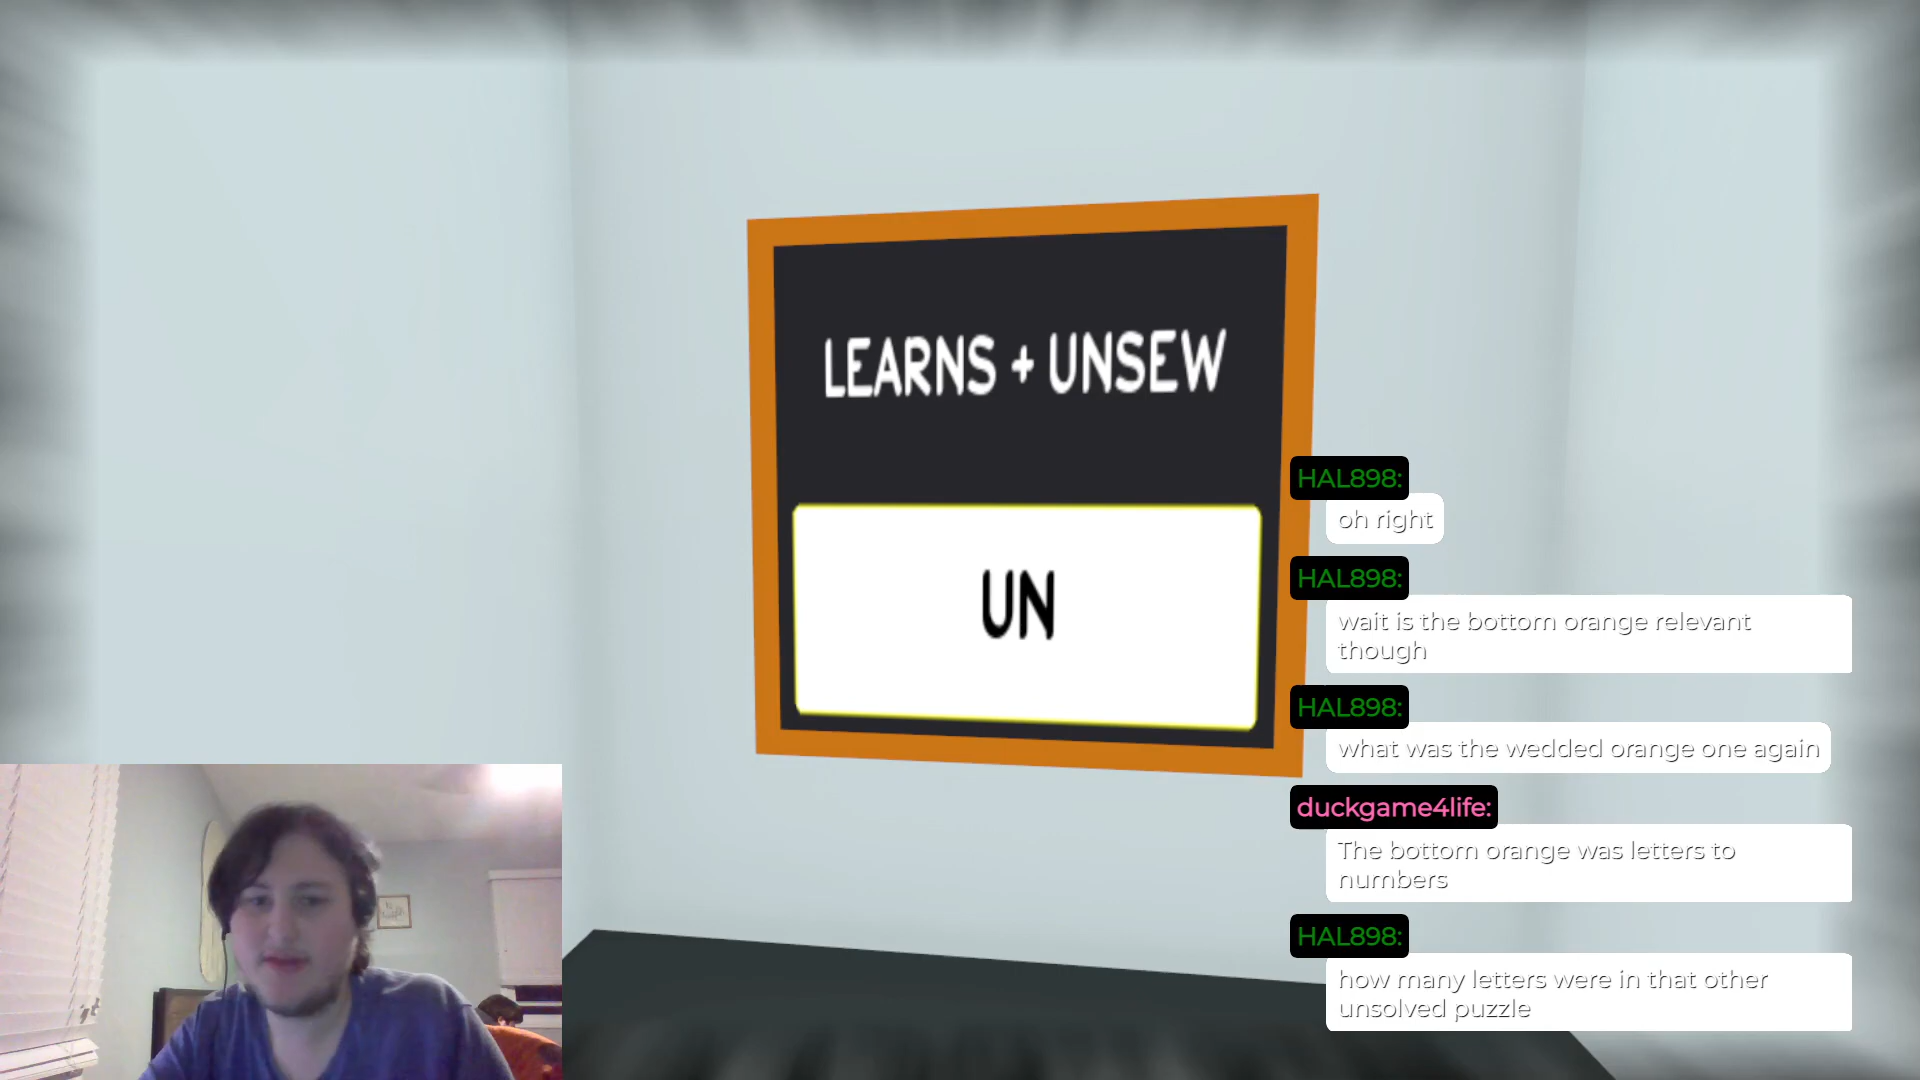 LEARNS + UNSEW
UN
HAL898:
oh right
HAL898:
wait is the bottom orange relevant
though
HAL898:
what was the wedded orange one again
duckgame4life:
The bottom orange was letters to
numbers
HAL898:
how many letters were in that other
unsolved puzzle